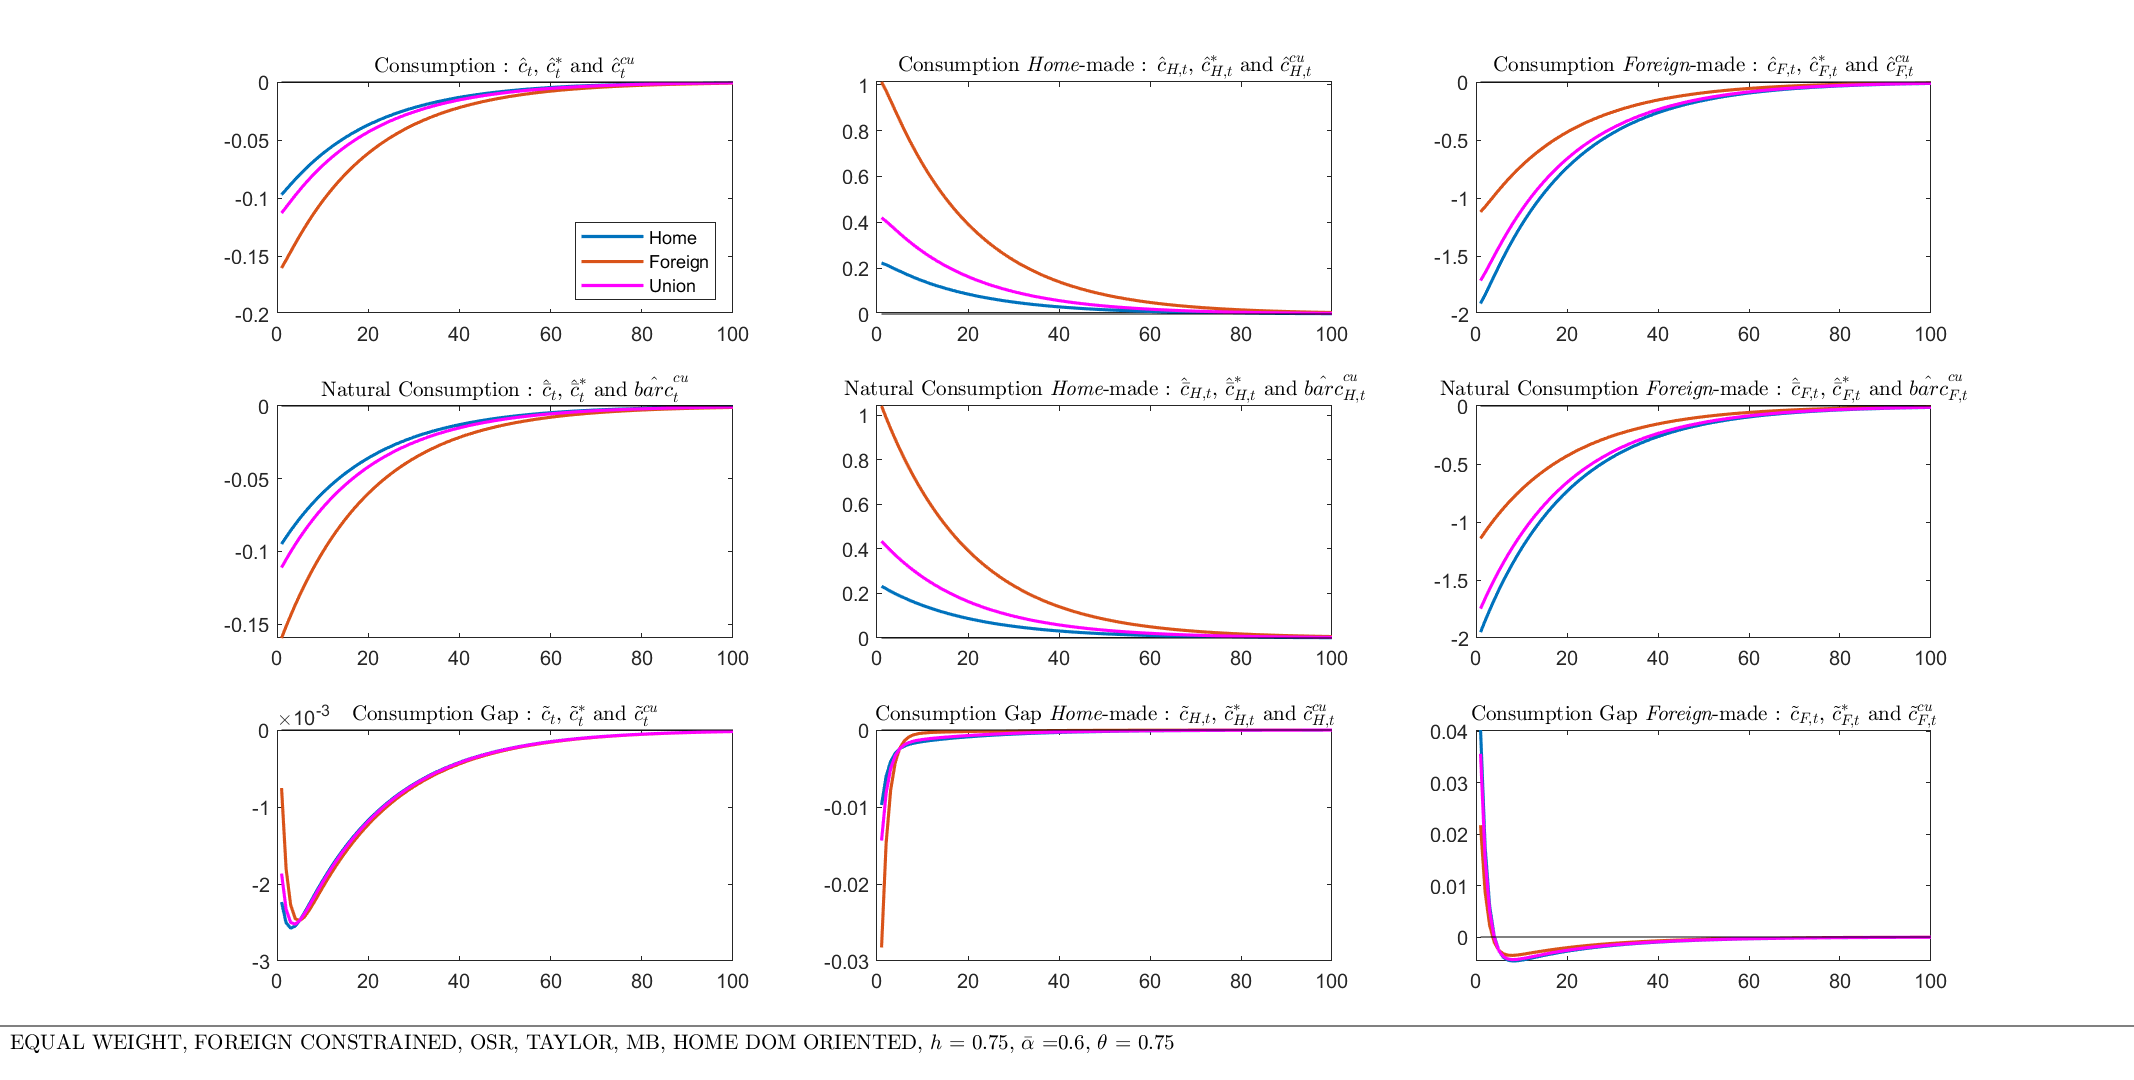 Consumption : ĉ_t, ĉ*_t and ĉ^cu_t
Consumption Home-made : ĉ_H,t, ĉ*_H,t and ĉ^cu_H,t
Consumption Foreign-made : ĉ_F,t, ĉ*_F,t and ĉ^cu_F,t
0
-0.05
-0.1
-0.15
-0.2
0 20 40 60 80 100
Home
Foreign
Union
1
0.8
0.6
0.4
0.2
0
0 20 40 60 80 100
0
-0.5
-1
-1.5
-2
0 20 40 60 80 100
Natural Consumption : c̄̂_t, c̄̂*_t and bar̂c^cu_t
Natural Consumption Home-made : c̄̂_H,t, c̄̂*_H,t and bar̂c^cu_H,t
Natural Consumption Foreign-made : c̄̂_F,t, c̄̂*_F,t and bar̂c^cu_F,t
0
-0.05
-0.1
-0.15
0 20 40 60 80 100
1
0.8
0.6
0.4
0.2
0
0 20 40 60 80 100
0
-0.5
-1
-1.5
-2
0 20 40 60 80 100
×10^-3 Consumption Gap : c̃_t, c̃*_t and c̃^cu_t
Consumption Gap Home-made : c̃_H,t, c̃*_H,t and c̃^cu_H,t
Consumption Gap Foreign-made : c̃_F,t, c̃*_F,t and c̃^cu_F,t
0
-1
-2
-3
0 20 40 60 80 100
0
-0.01
-0.02
-0.03
0 20 40 60 80 100
0.04
0.03
0.02
0.01
0
0 20 40 60 80 100
EQUAL WEIGHT, FOREIGN CONSTRAINED, OSR, TAYLOR, MB, HOME DOM ORIENTED, h = 0.75, ᾱ =0.6, θ = 0.75